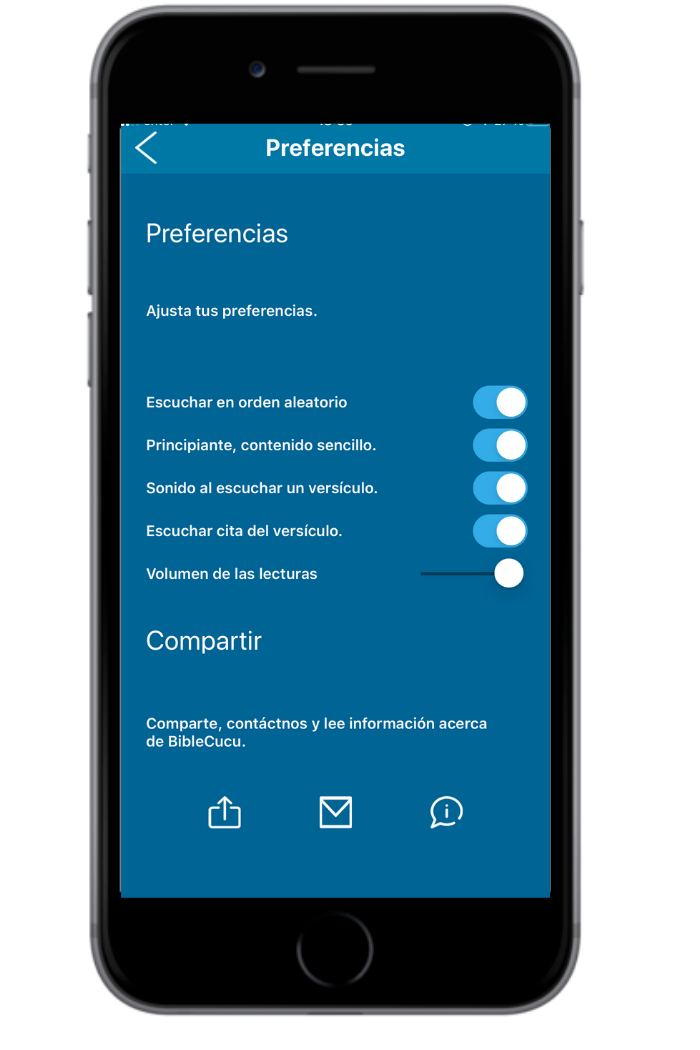 Preferencias
Preferencias
Ajusta tus preferencias.
Escuchar en orden aleatorio
Principiante, contenido sencillo.
Sonido al escuchar un versículo.
Escuchar cita del versículo.
Volumen de las lecturas
Compartir
Comparte, contáctnos y lee información acerca
de BibleCucu.